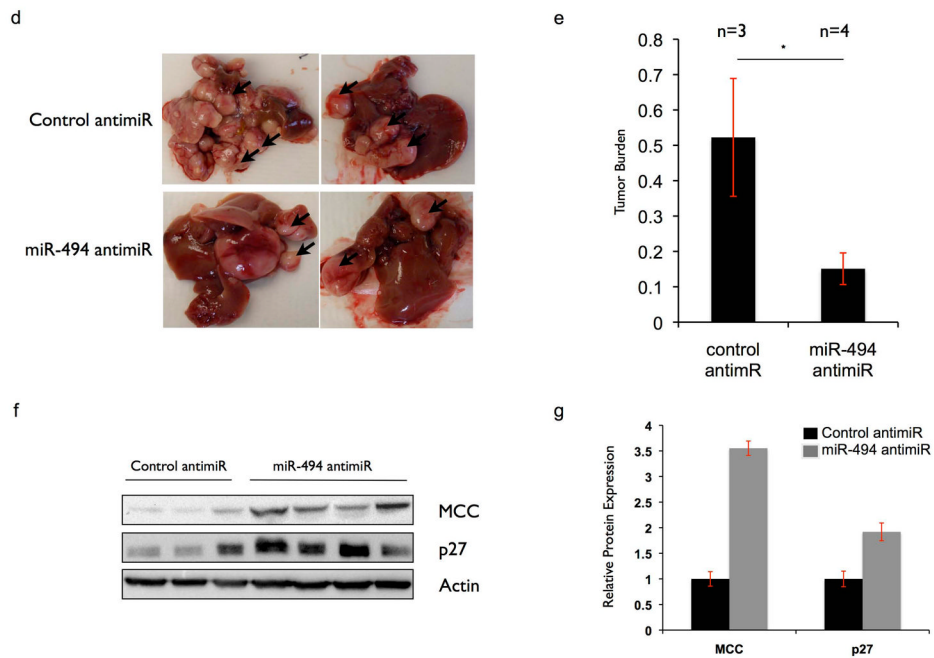 d
Control antimiR
miR-494 antimiR
e
n=3 n=4
*
0.8
0.7
0.6
0.5
0.4
0.3
0.2
0.1
0
Tumor Burden
control
antimR
miR-494
antimiR
f
Control antimiR miR-494 antimiR
MCC
p27
Actin
g
Control antimiR
miR-494 antimiR
4
3.5
3
2.5
2
1.5
1
0.5
0
Relative Protein Expression
MCC p27